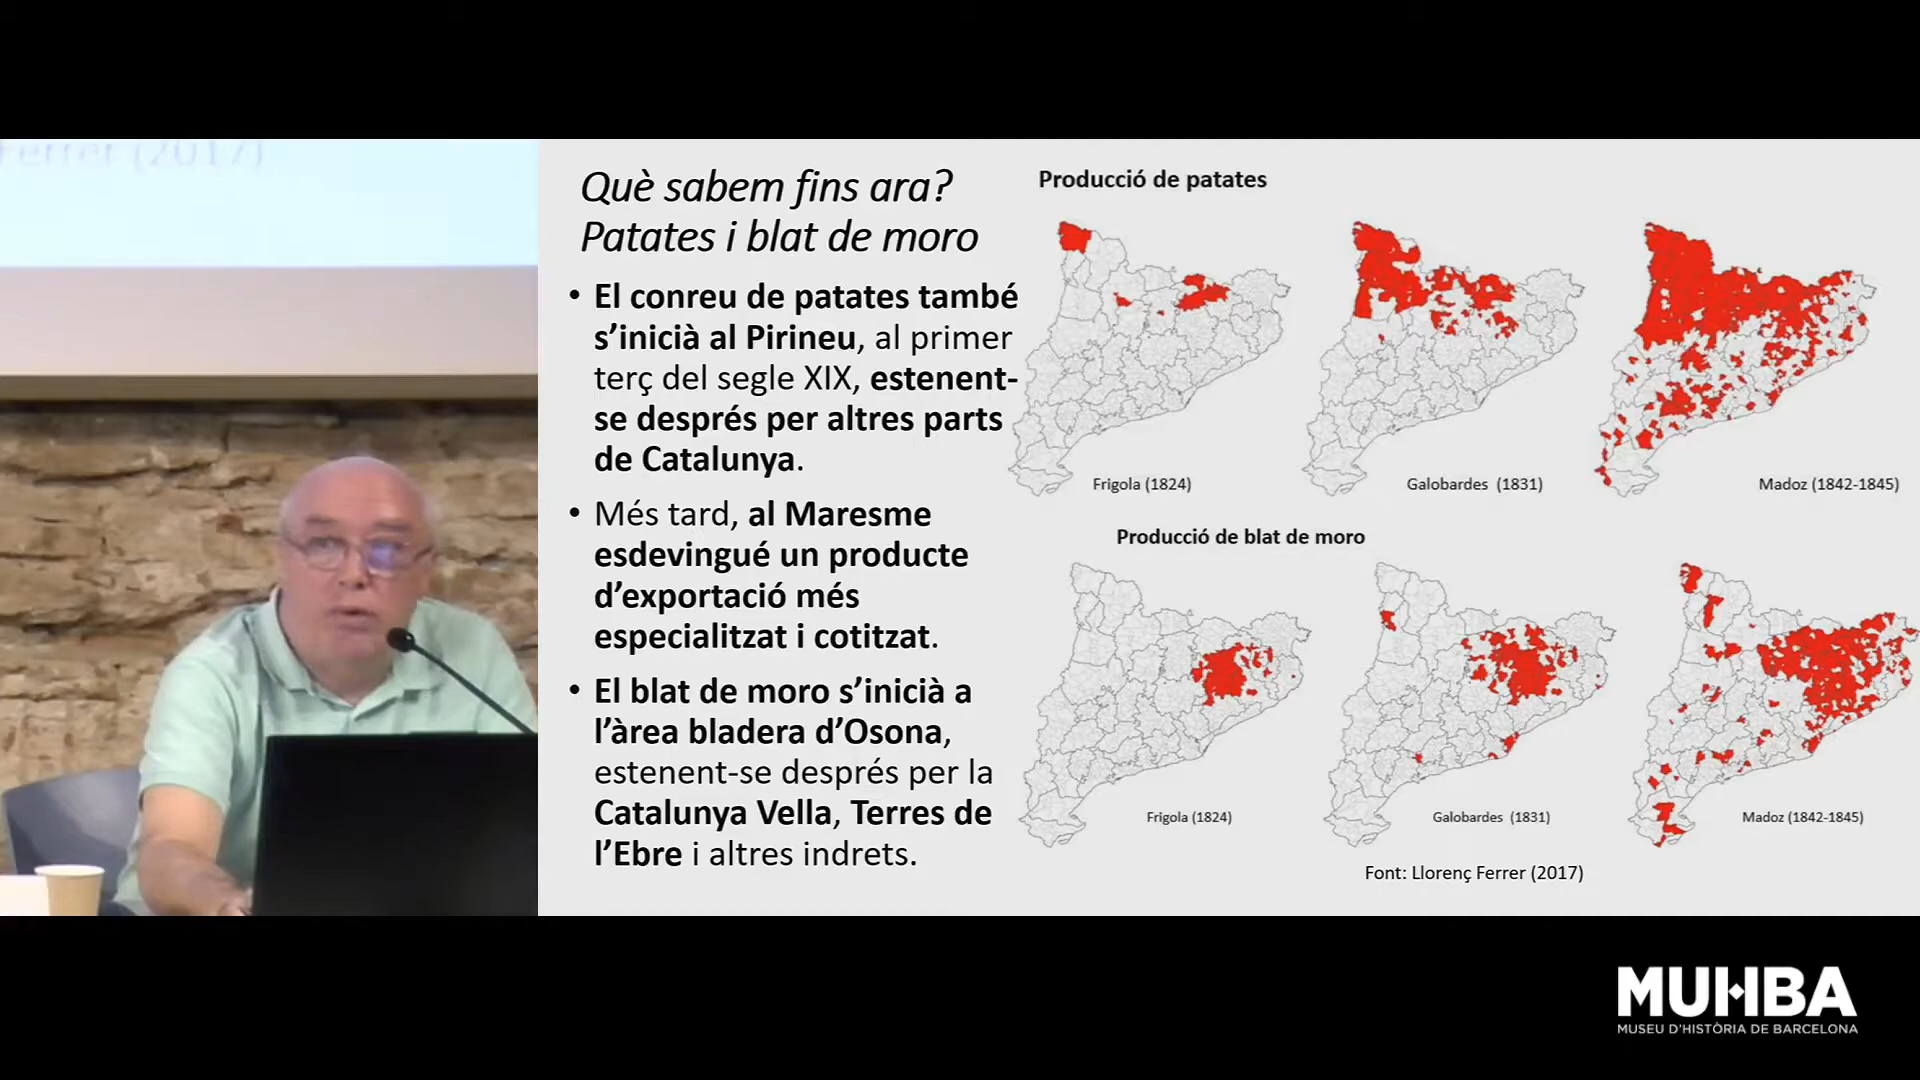 Ferrer (2017)
Què sabem fins ara?
Patates i blat de moro
• El conreu de patates també
s’inicià al Pirineu, al primer
terç del segle XIX, estenent-
se després per altres parts
de Catalunya.
• Més tard, al Maresme
esdevingué un producte
d’exportació més
especialitzat i cotitzat.
• El blat de moro s’inicià a
l’àrea bladera d’Osona,
estenent-se després per la
Catalunya Vella, Terres de
l’Ebre i altres indrets.
Producció de patates
Frigola (1824)
Galobardes (1831)
Madoz (1842-1845)
Producció de blat de moro
Frigola (1824)
Galobardes (1831)
Madoz (1842-1845)
Font: Llorenç Ferrer (2017)
MUHBA
MUSEU D'HISTÒRIA DE BARCELONA